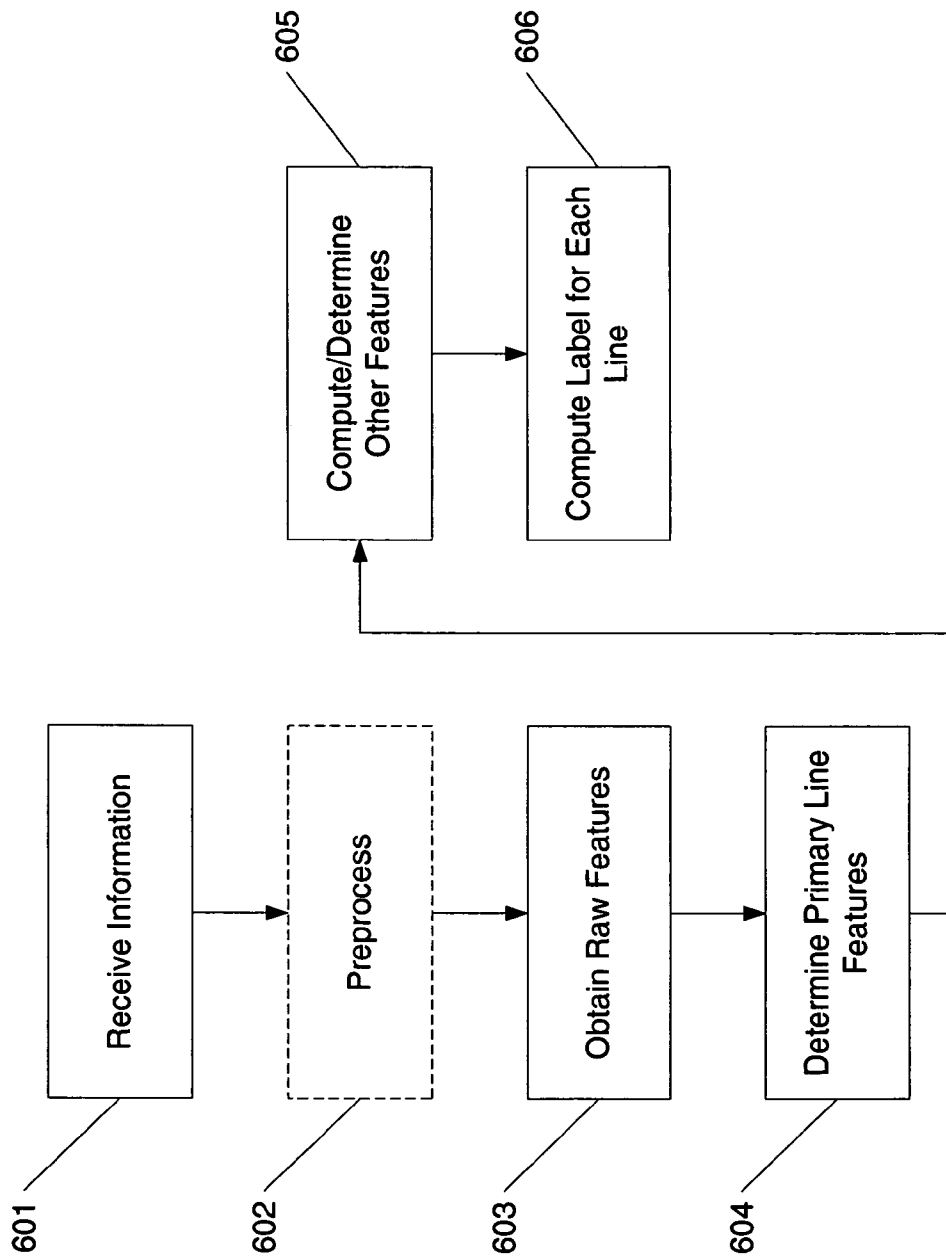 601
Receive Information
602
Preprocess
603
Obtain Raw Features
604
Determine Primary Line
Features
605
Compute/Determine
Other Features
606
Compute Label for Each
Line